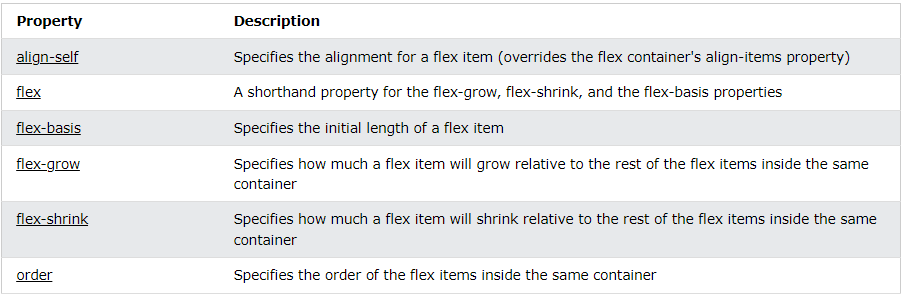 Property Description
align-self Specifies the alignment for a flex item (overrides the flex container's align-items property)
flex A shorthand property for the flex-grow, flex-shrink, and the flex-basis properties
flex-basis Specifies the initial length of a flex item
flex-grow Specifies how much a flex item will grow relative to the rest of the flex items inside the same
container
flex-shrink Specifies how much a flex item will shrink relative to the rest of the flex items inside the same
container
order Specifies the order of the flex items inside the same container